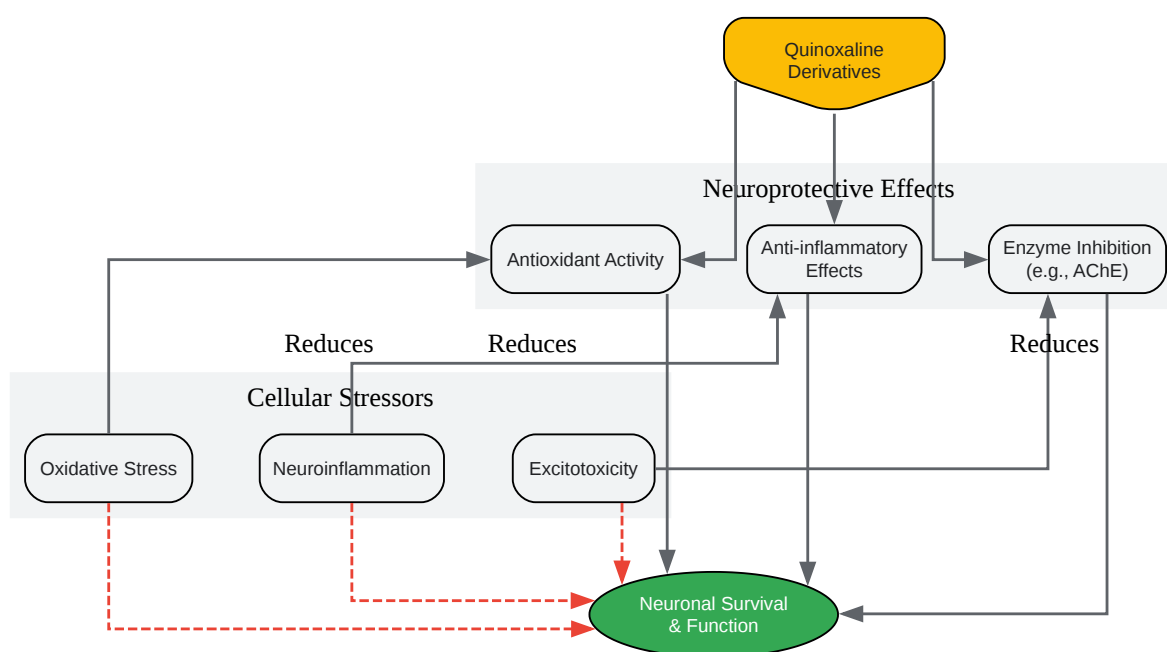 Quinoxaline
Derivatives
Neuroprotective Effects
Antioxidant Activity
Anti-inflammatory
Effects
Enzyme Inhibition
(e.g., AChE)
Reduces
Reduces
Reduces
Cellular Stressors
Oxidative Stress
Neuroinflammation
Excitotoxicity
Neuronal Survival
& Function